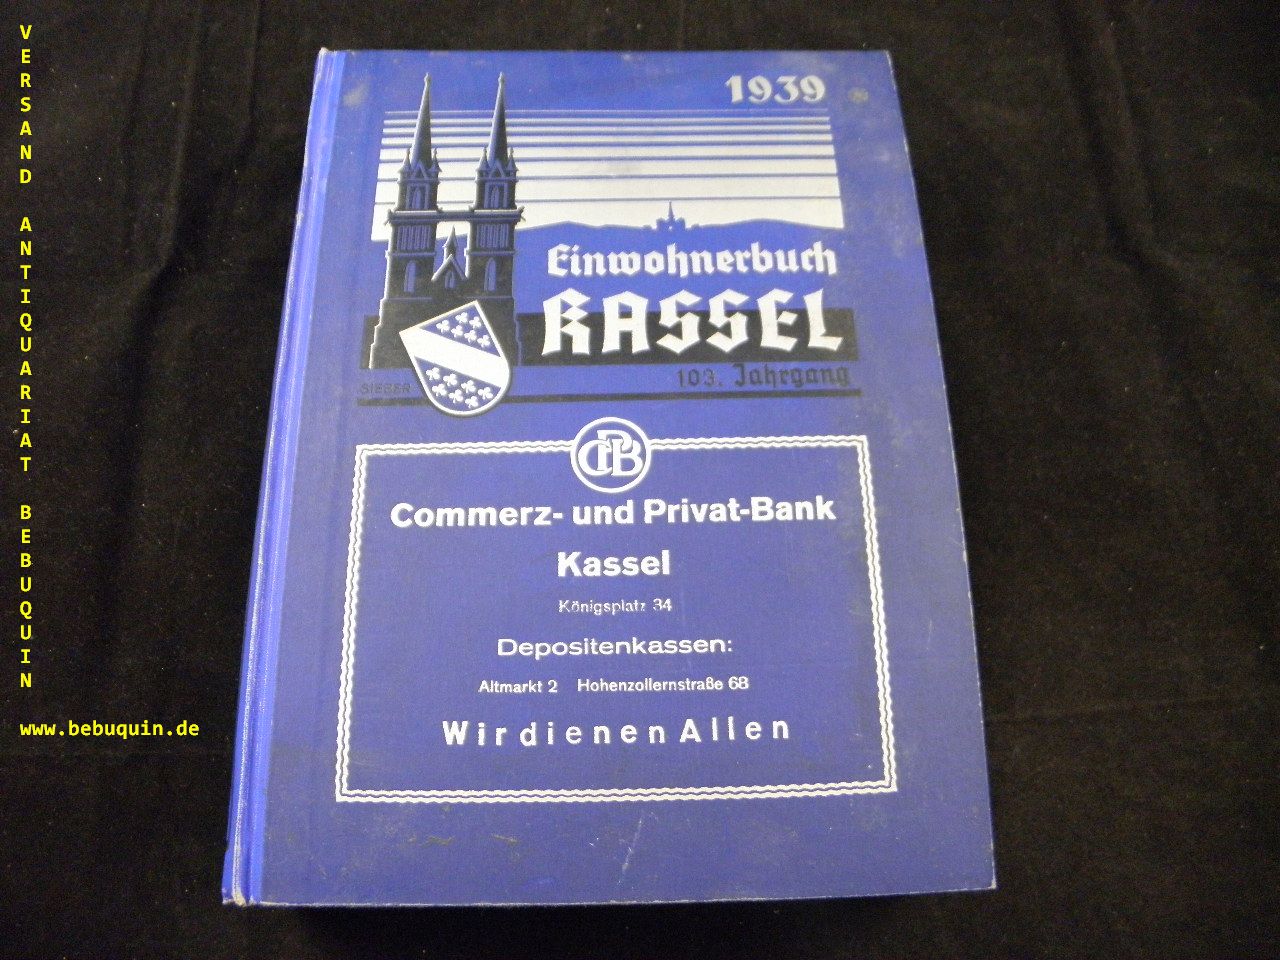 VERSAND ANTIQUARIAT BEBUQUIN
www.bebuquin.de
1939
Einwohnerbuch
KASSEL
103. Jahrgang
SIEBER
CPB
Commerz- und Privat-Bank
Kassel
Königsplatz 34
Depositenkassen:
Altmarkt 2 Hohenzollernstraße 68
Wir dienen Allen